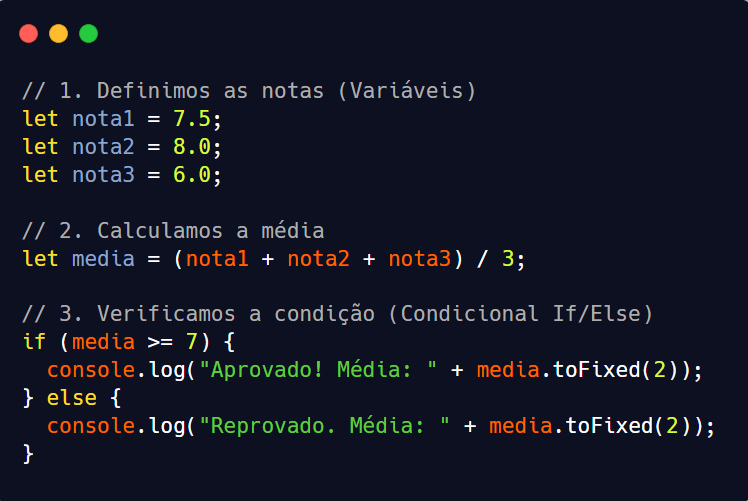 // 1. Definimos as notas (Variáveis)
let nota1 = 7.5;
let nota2 = 8.0;
let nota3 = 6.0;
// 2. Calculamos a média
let media = (nota1 + nota2 + nota3) / 3;
// 3. Verificamos a condição (Condicional If/Else)
if (media >= 7) {
  console.log("Aprovado! Média: " + media.toFixed(2));
} else {
  console.log("Reprovado. Média: " + media.toFixed(2));
}